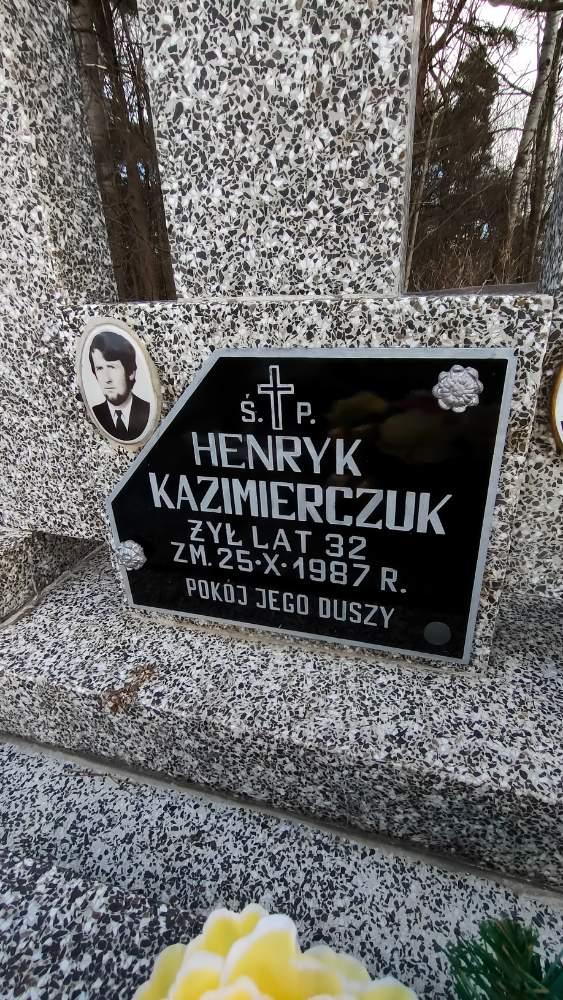 Ś. P.
HENRYK
KAZIMIERCZUK
ŻYŁ LAT 32
ZM. 25·X·1987 R.
POKÓJ JEGO DUSZY